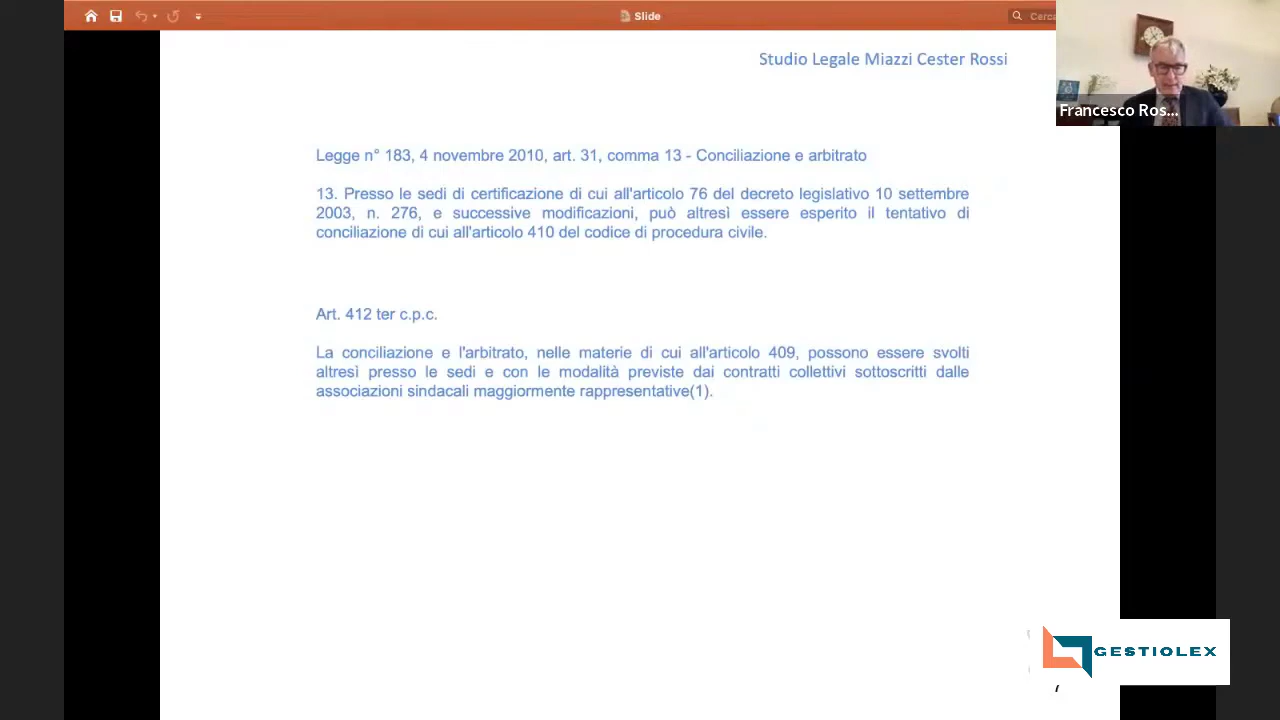 Slide
Cerca
Studio Legale Miazzi Cester Rossi
Francesco Ros...
Legge n° 183, 4 novembre 2010, art. 31, comma 13 - Conciliazione e arbitrato
13. Presso le sedi di certificazione di cui all'articolo 76 del decreto legislativo 10 settembre
2003, n. 276, e successive modificazioni, può altresì essere esperito il tentativo di
conciliazione di cui all'articolo 410 del codice di procedura civile.
Art. 412 ter c.p.c.
La conciliazione e l'arbitrato, nelle materie di cui all'articolo 409, possono essere svolti
altresì presso le sedi e con le modalità previste dai contratti collettivi sottoscritti dalle
associazioni sindacali maggiormente rappresentative(1).
GESTIOLEX